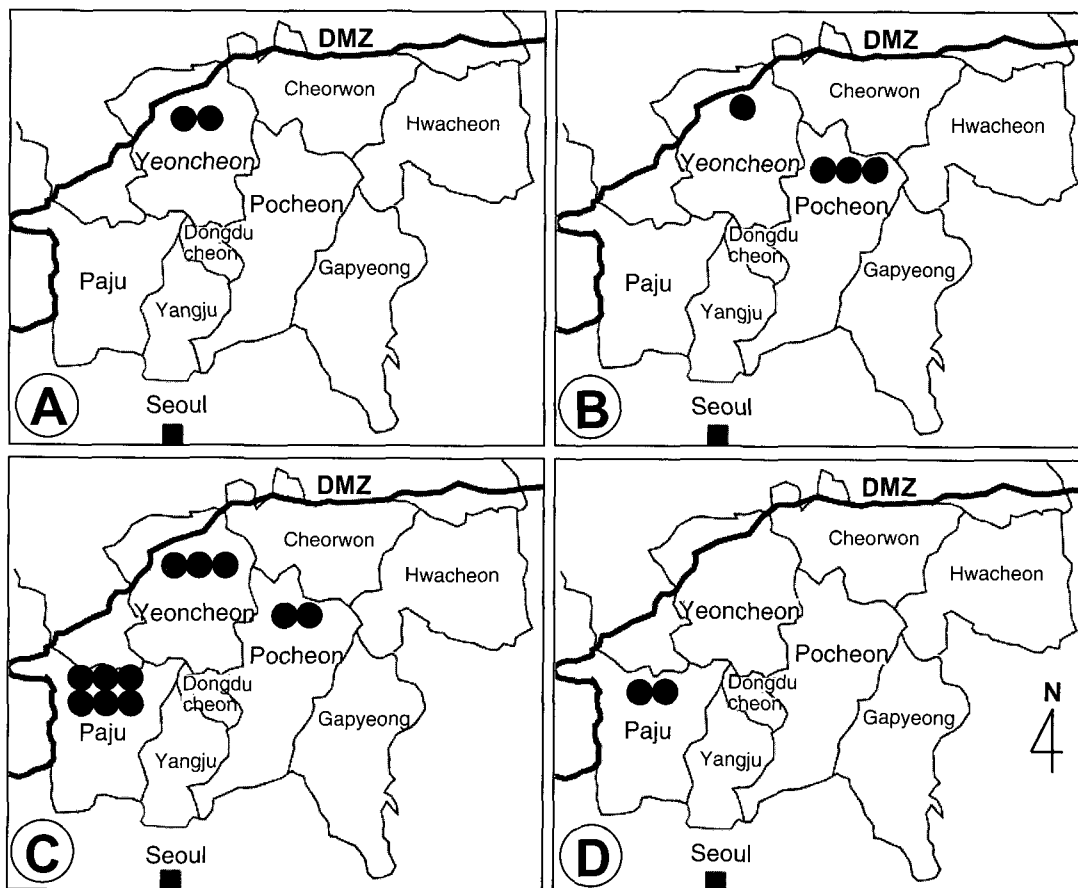 DMZ
Cheorwon
Hwacheon
Yeoncheon
Pocheon
Dongdu
cheon
Gapyeong
Paju
Yangju
A
Seoul
DMZ
Cheorwon
Hwacheon
Yeoncheon
Pocheon
Dongdu
cheon
Gapyeong
Paju
Yangju
B
Seoul
DMZ
Cheorwon
Hwacheon
Yeoncheon
Pocheon
Dongdu
cheon
Paju
Gapyeong
Yangju
C
Seoul
DMZ
Cheorwon
Hwacheon
Yeoncheon
Pocheon
Dongdu
cheon
N
Paju
Gapyeong
Yangju
D
Seoul